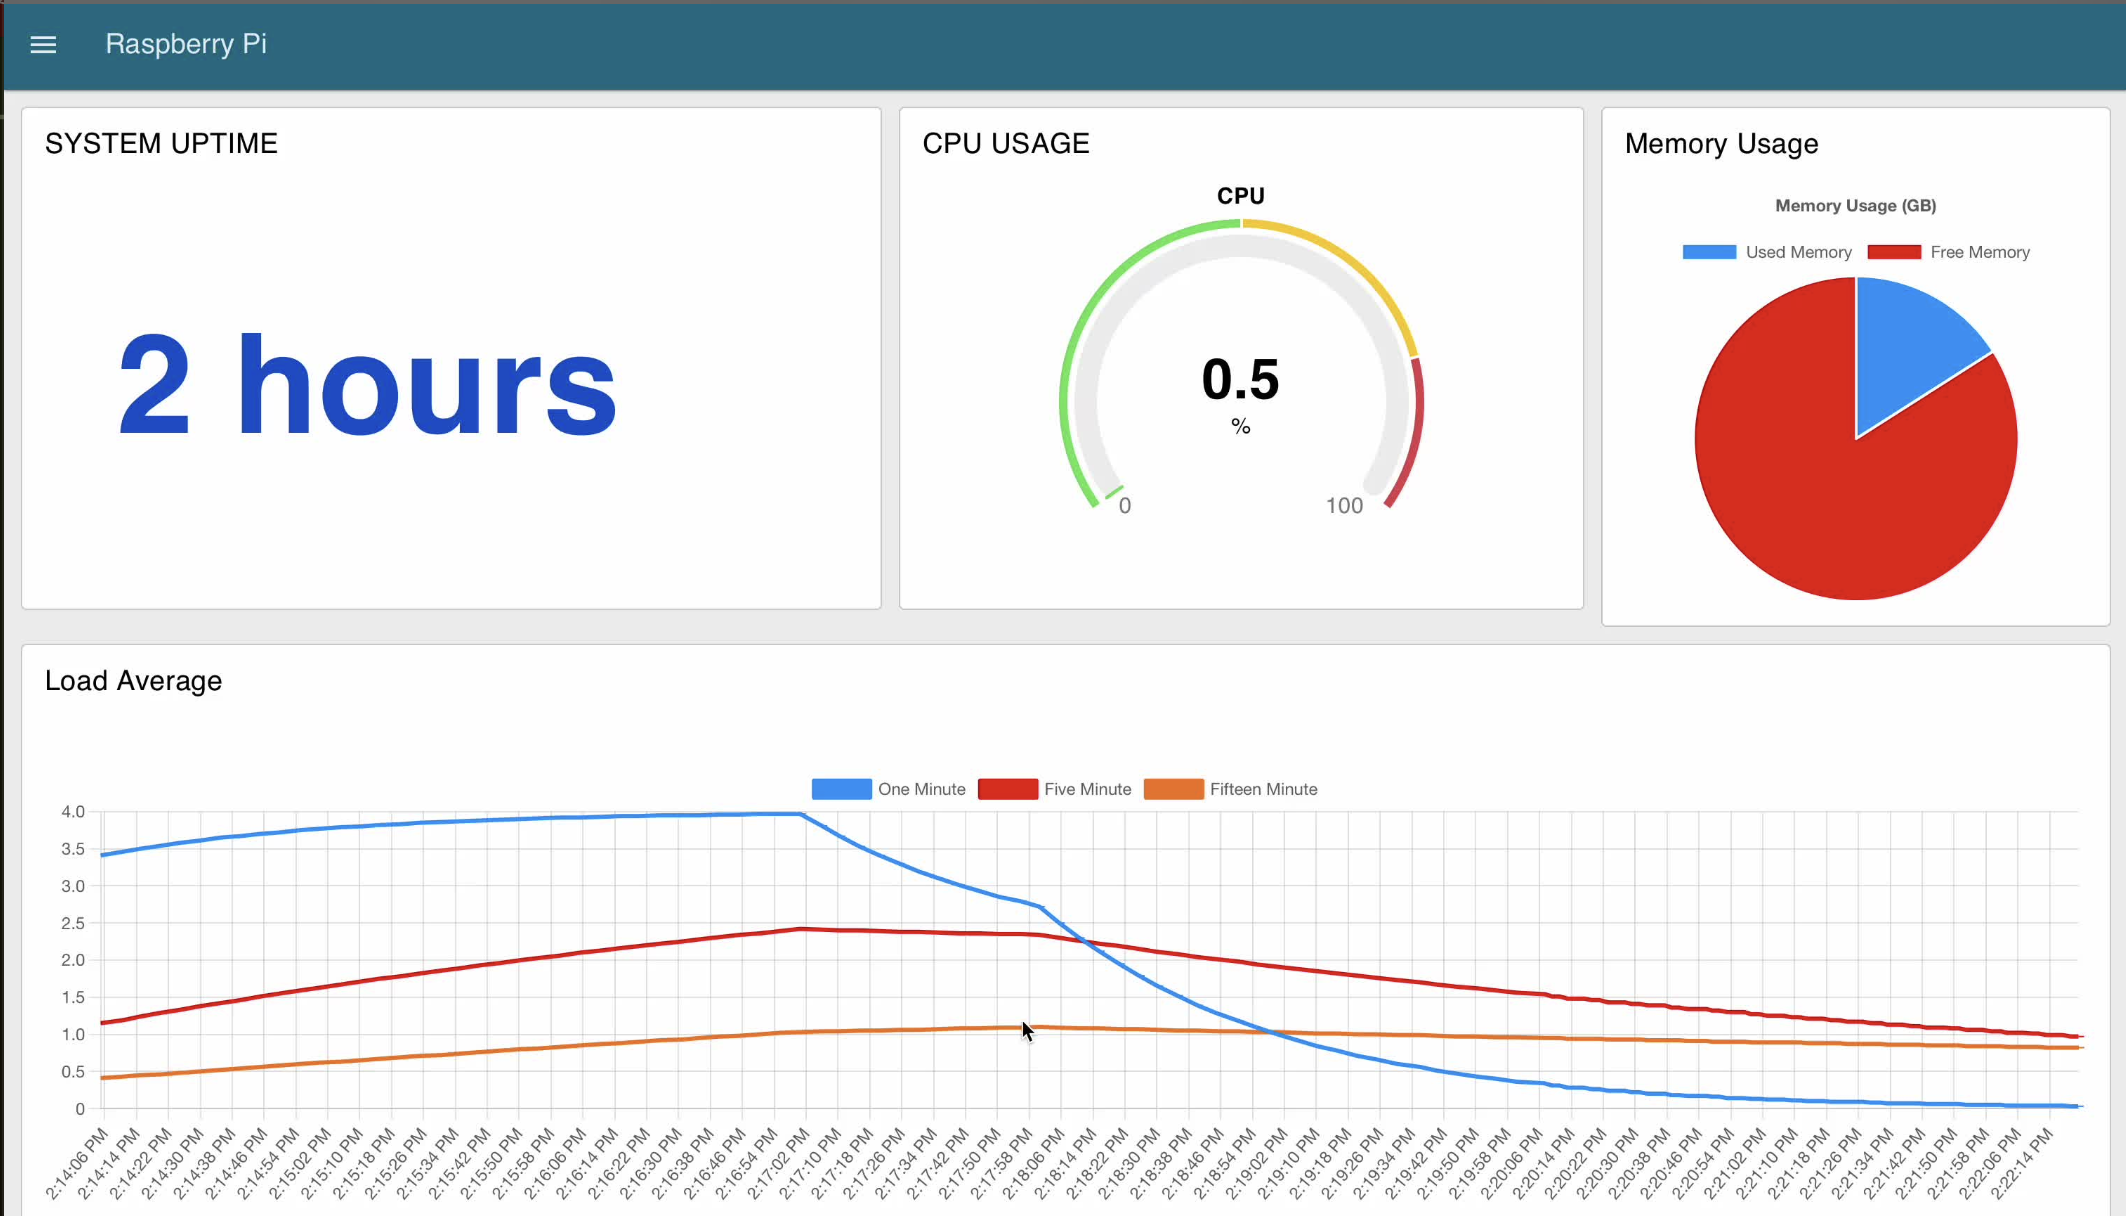 Raspberry Pi
SYSTEM UPTIME
2 hours
CPU USAGE
CPU
0.5
%
0
100
Memory Usage
Memory Usage (GB)
Used Memory
Free Memory
Load Average
One Minute
Five Minute
Fifteen Minute
4.0
3.5
3.0
2.5
2.0
1.5
1.0
0.5
0
2:14:06 PM
2:14:14 PM
2:14:22 PM
2:14:30 PM
2:14:38 PM
2:14:46 PM
2:14:54 PM
2:15:02 PM
2:15:10 PM
2:15:18 PM
2:15:26 PM
2:15:34 PM
2:15:42 PM
2:15:50 PM
2:15:58 PM
2:16:06 PM
2:16:14 PM
2:16:22 PM
2:16:30 PM
2:16:38 PM
2:16:46 PM
2:16:54 PM
2:17:02 PM
2:17:10 PM
2:17:18 PM
2:17:26 PM
2:17:34 PM
2:17:42 PM
2:17:50 PM
2:17:58 PM
2:18:06 PM
2:18:14 PM
2:18:22 PM
2:18:30 PM
2:18:38 PM
2:18:46 PM
2:18:54 PM
2:19:02 PM
2:19:10 PM
2:19:18 PM
2:19:26 PM
2:19:34 PM
2:19:42 PM
2:19:50 PM
2:19:58 PM
2:20:06 PM
2:20:14 PM
2:20:22 PM
2:20:30 PM
2:20:38 PM
2:20:46 PM
2:20:54 PM
2:21:02 PM
2:21:10 PM
2:21:18 PM
2:21:26 PM
2:21:34 PM
2:21:42 PM
2:21:50 PM
2:21:58 PM
2:22:06 PM
2:22:14 PM